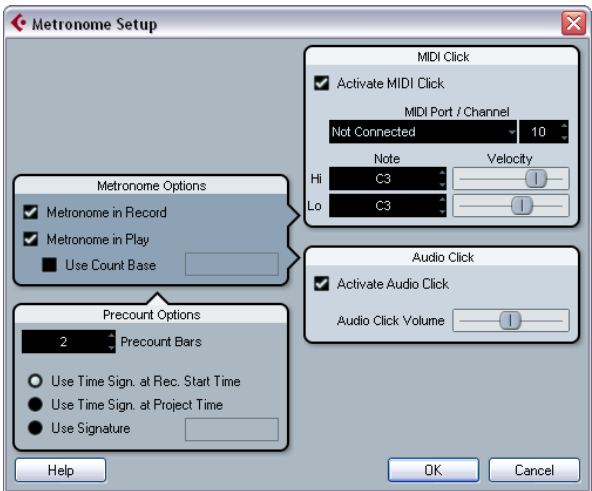 Metronome Setup
MIDI Click
Activate MIDI Click
MIDI Port / Channel
Not Connected 10
Note Velocity
Hi C3
Lo C3
Metronome Options
Metronome in Record
Metronome in Play
Use Count Base
Audio Click
Activate Audio Click
Audio Click Volume
Precount Options
2 Precount Bars
Use Time Sign. at Rec. Start Time
Use Time Sign. at Project Time
Use Signature
Help OK Cancel